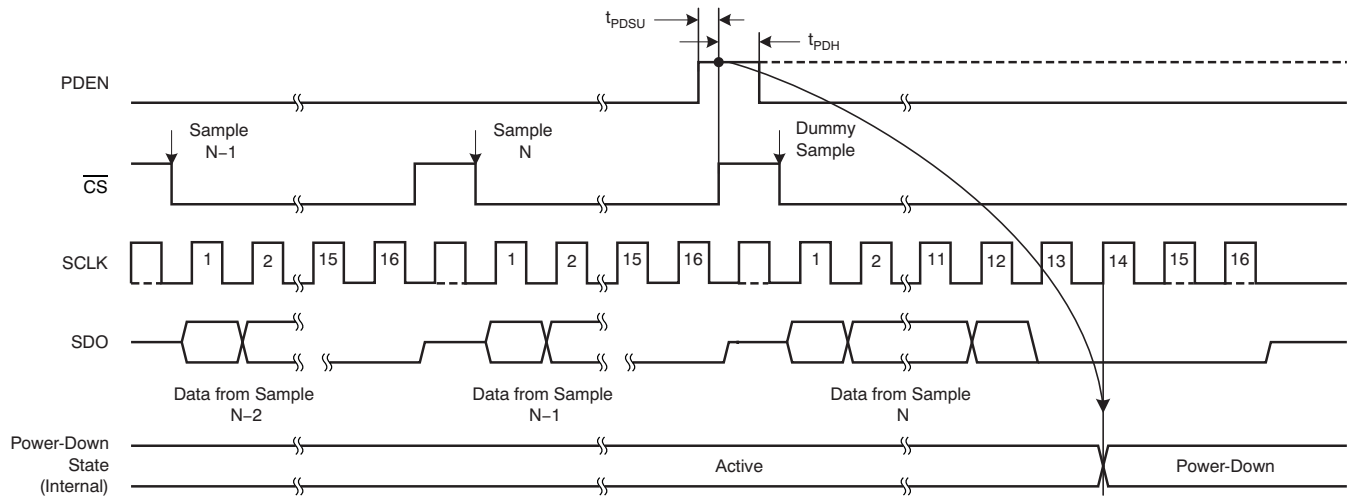 tPDSU
tPDH
PDEN
Sample
N−1
Sample
N
Dummy
Sample
CS
SCLK
1 2 15 16 1 2 15 16 1 2 11 12 13 14 15 16
SDO
Data from Sample
N−2
Data from Sample
N−1
Data from Sample
N
Power-Down
State
(Internal)
Active
Power-Down